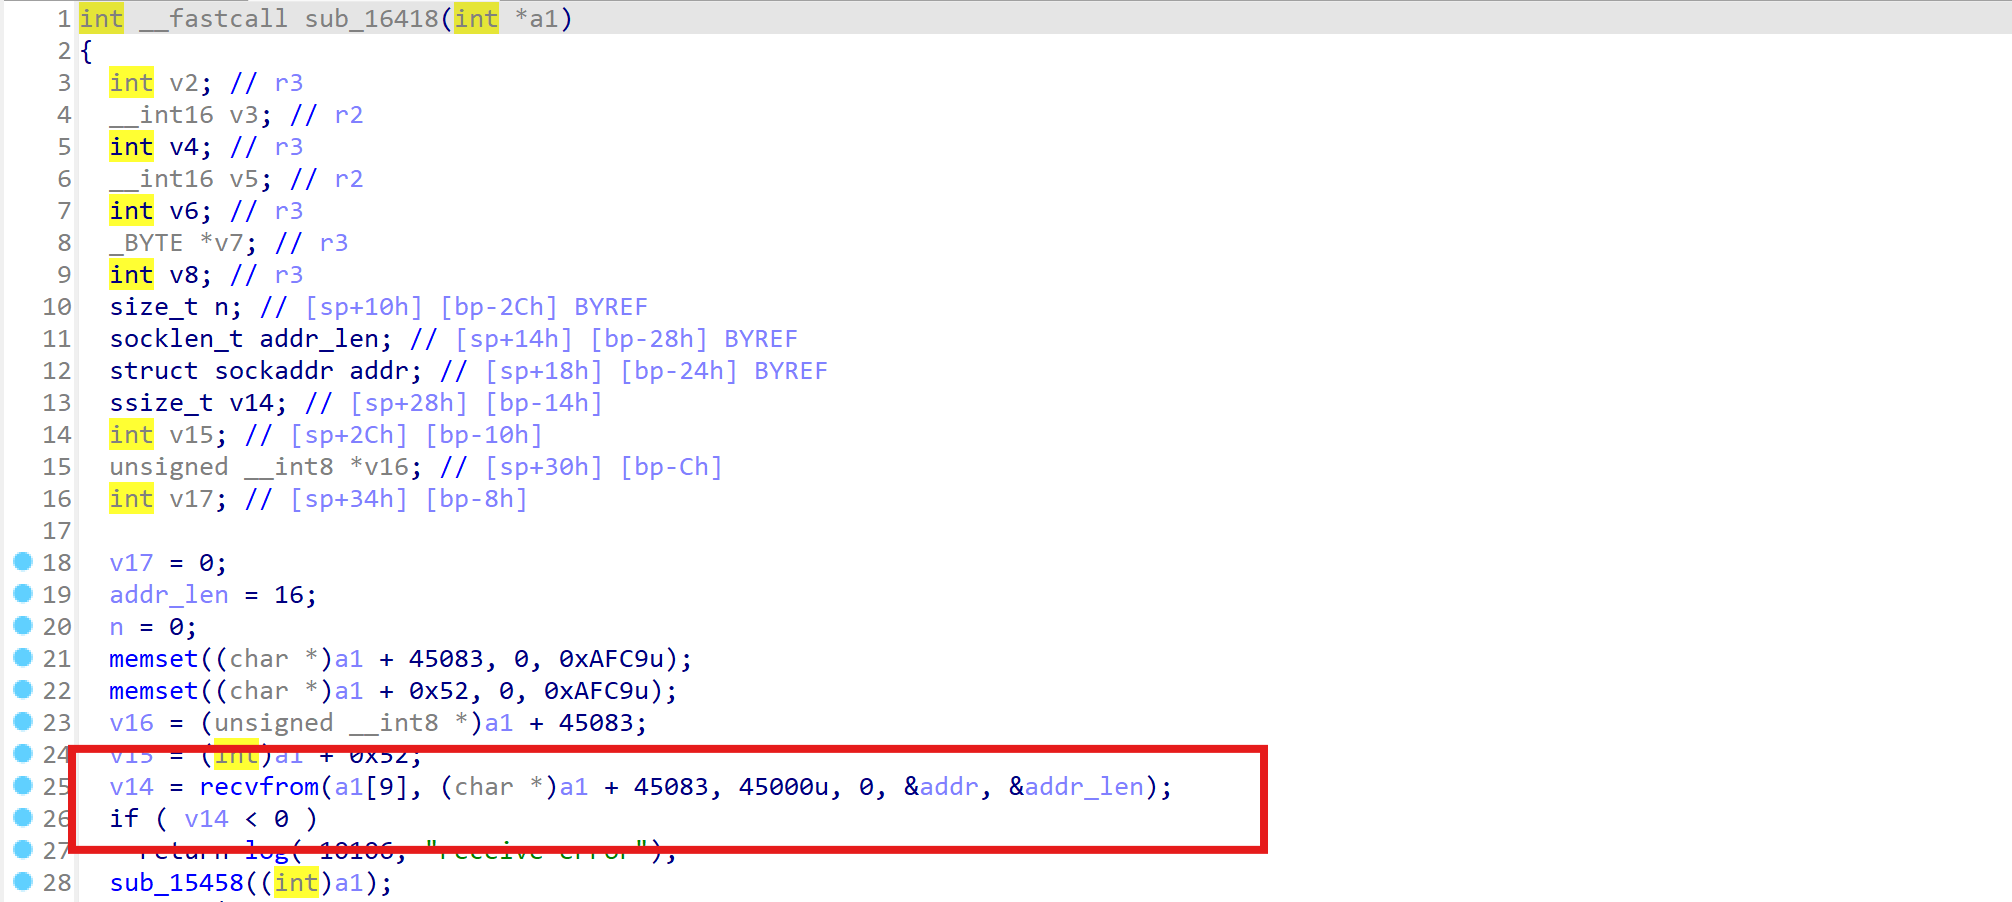 1 int __fastcall sub_16418(int *a1)
2 {
3 int v2; // r3
4 __int16 v3; // r2
5 int v4; // r3
6 __int16 v5; // r2
7 int v6; // r3
8 _BYTE *v7; // r3
9 int v8; // r3
10 size_t n; // [sp+10h] [bp-2Ch] BYREF
11 socklen_t addr_len; // [sp+14h] [bp-28h] BYREF
12 struct sockaddr addr; // [sp+18h] [bp-24h] BYREF
13 ssize_t v14; // [sp+28h] [bp-14h]
14 int v15; // [sp+2Ch] [bp-10h]
15 unsigned __int8 *v16; // [sp+30h] [bp-Ch]
16 int v17; // [sp+34h] [bp-8h]
17
18 v17 = 0;
19 addr_len = 16;
20 n = 0;
21 memset((char *)a1 + 45083, 0, 0xAFC9u);
22 memset((char *)a1 + 0x52, 0, 0xAFC9u);
23 v16 = (unsigned __int8 *)a1 + 45083;
24 v15 = (int)a1 + 0x52;
25 v14 = recvfrom(a1[9], (char *)a1 + 45083, 45000u, 0, &addr, &addr_len);
26 if ( v14 < 0 )
27 return log( 10106, "receive error");
28 sub_15458((int)a1);